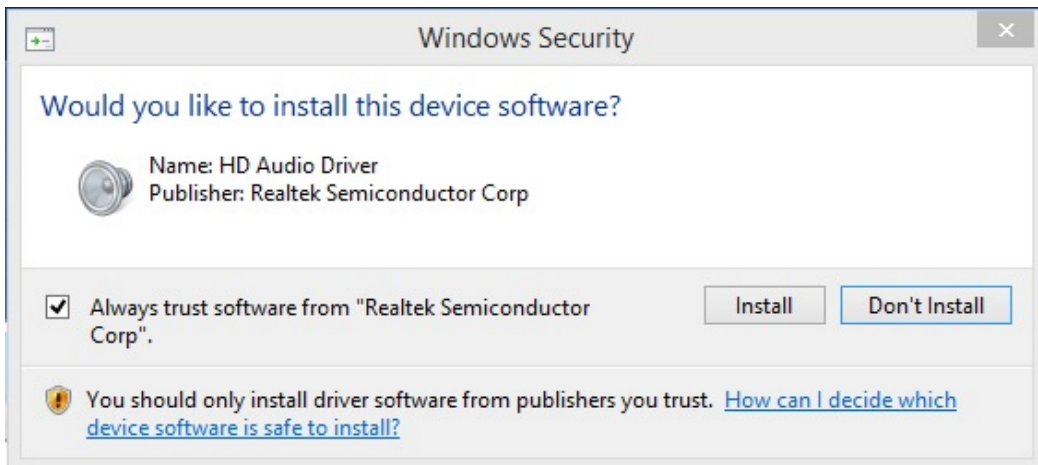 Windows Security
Would you like to install this device software?
Name: HD Audio Driver
Publisher: Realtek Semiconductor Corp
Always trust software from "Realtek Semiconductor
Corp".
Install
Don't Install
You should only install driver software from publishers you trust. How can I decide which
device software is safe to install?